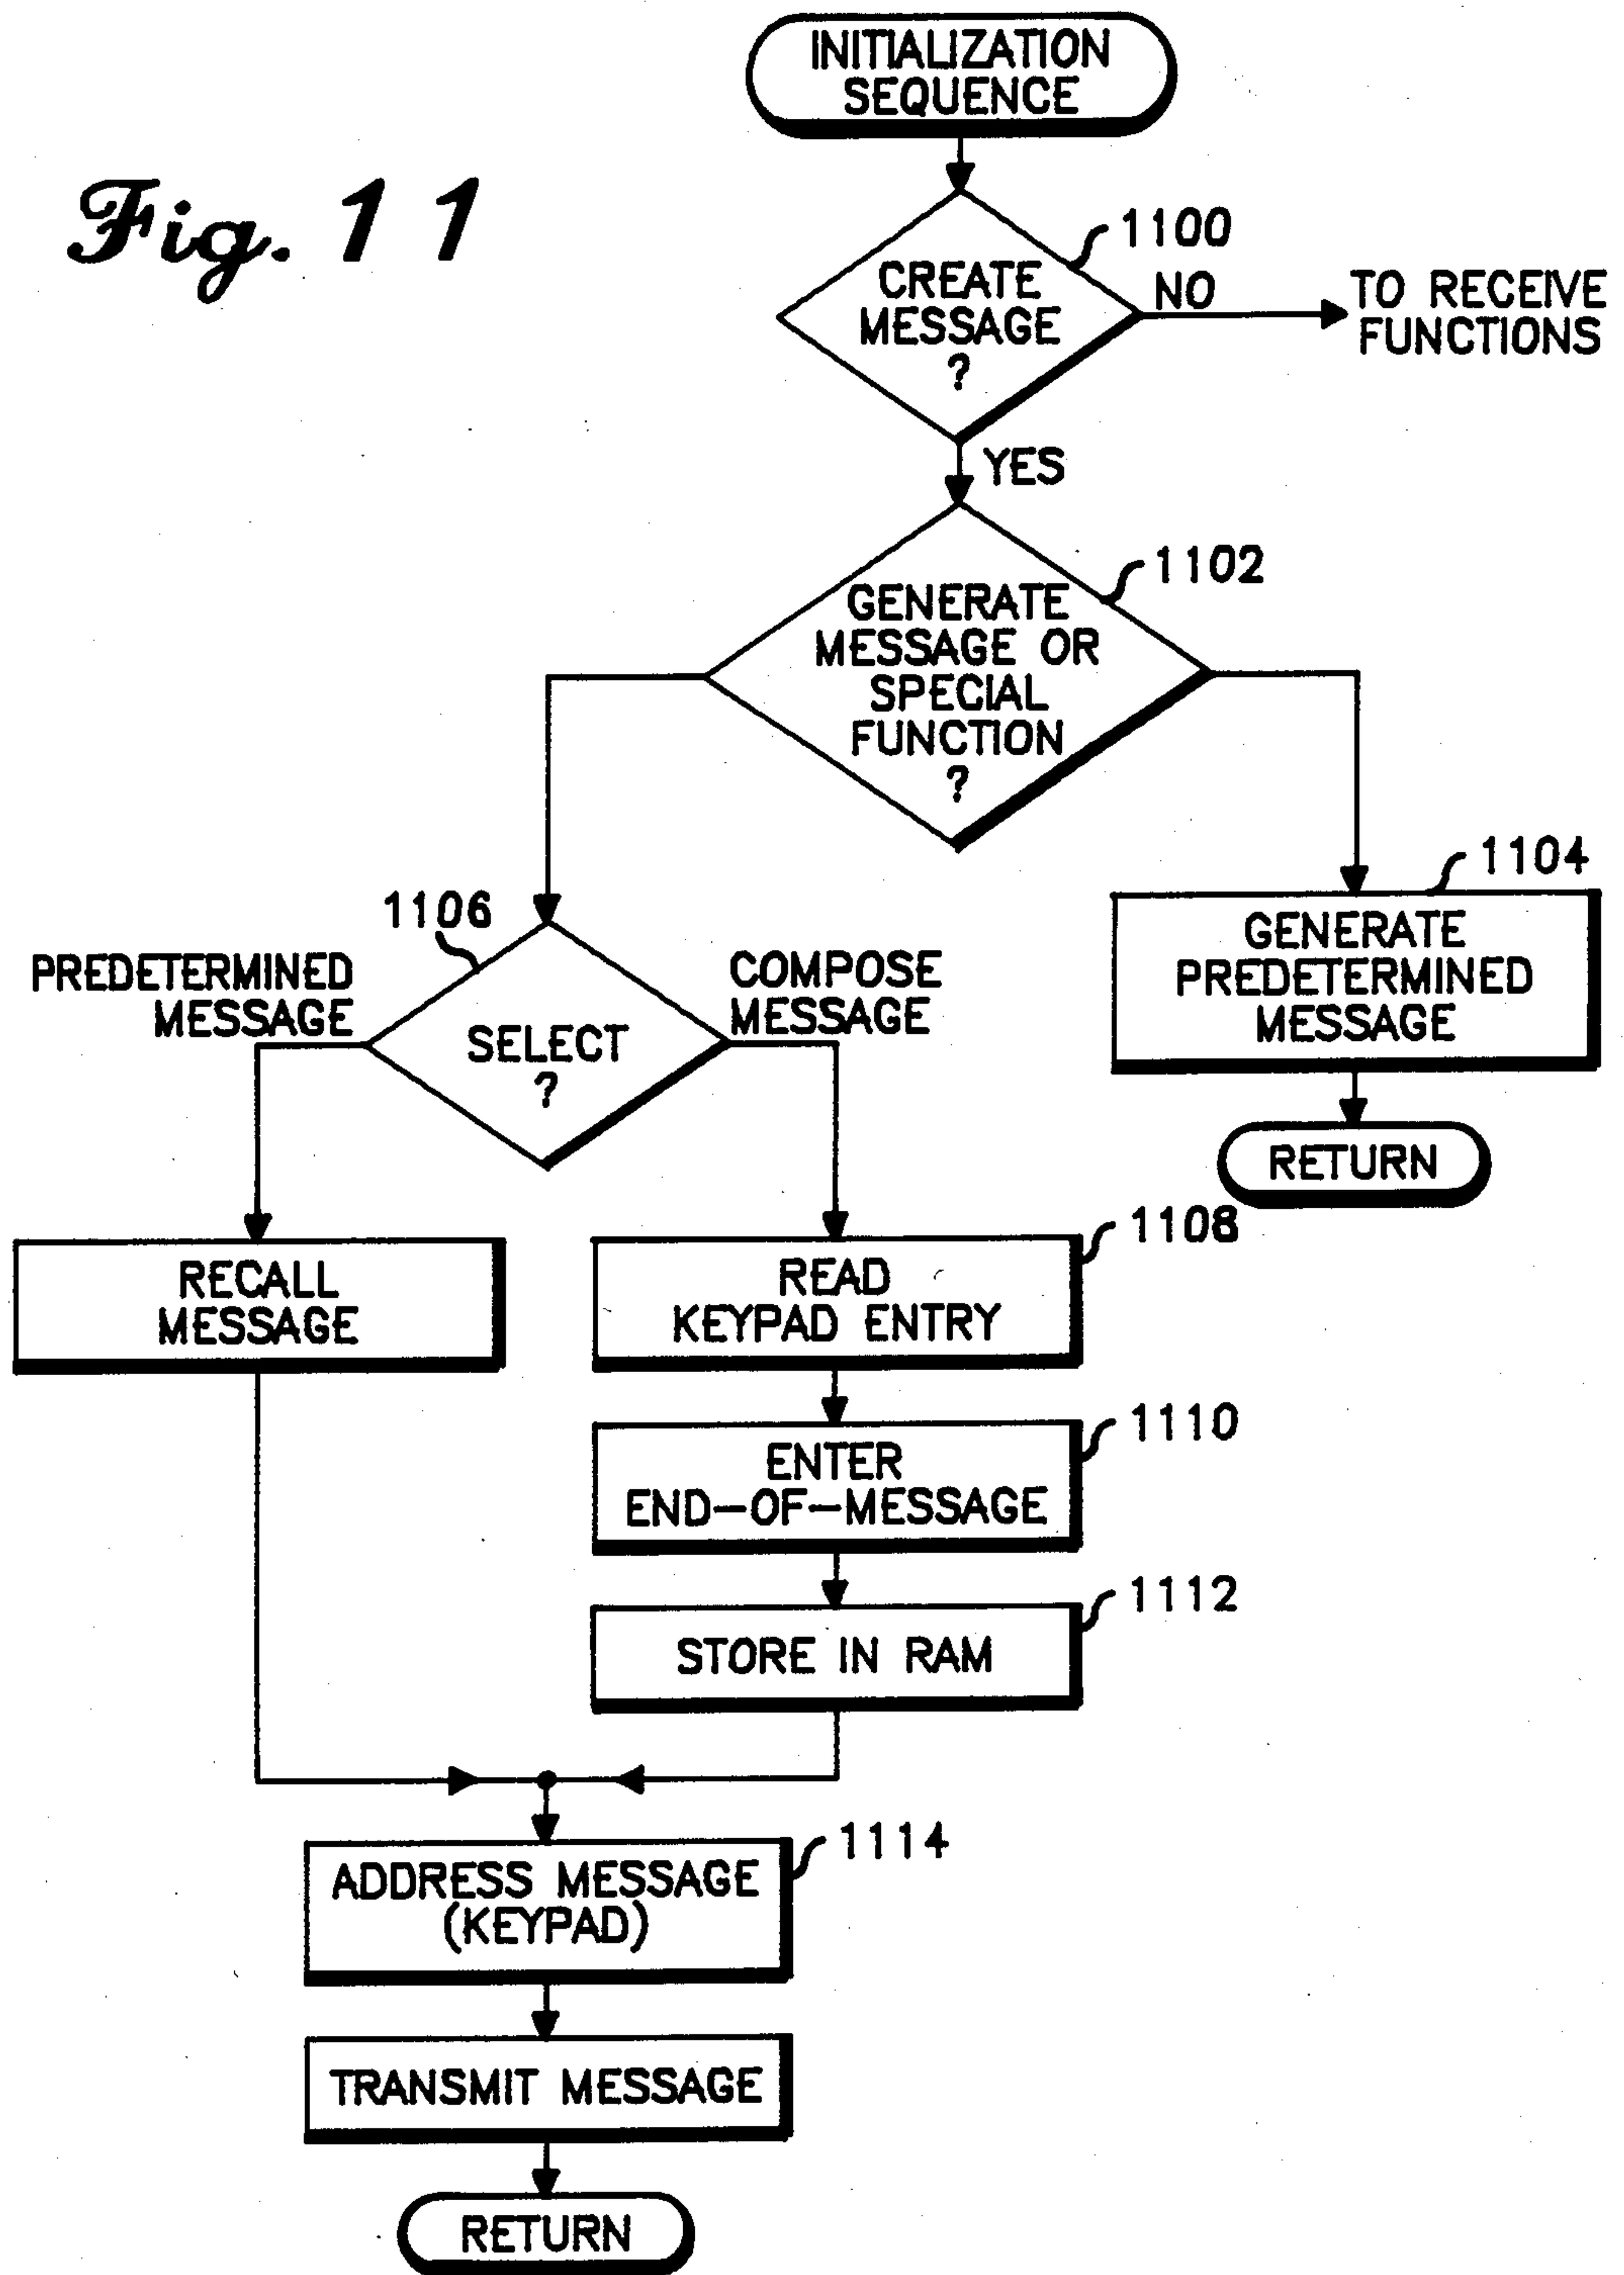 INITIALIZATION
SEQUENCE
Fig. 11
1100
CREATE
MESSAGE
?
NO
TO RECEIVE
FUNCTIONS
YES
1102
GENERATE
MESSAGE OR
SPECIAL
FUNCTION
?
1104
GENERATE
PREDETERMINED
MESSAGE
RETURN
1106
PREDETERMINED
MESSAGE
COMPOSE
MESSAGE
SELECT
?
RECALL
MESSAGE
1108
READ
KEYPAD ENTRY
1110
ENTER
END-OF-MESSAGE
1112
STORE IN RAM
1114
ADDRESS MESSAGE
(KEYPAD)
TRANSMIT MESSAGE
RETURN